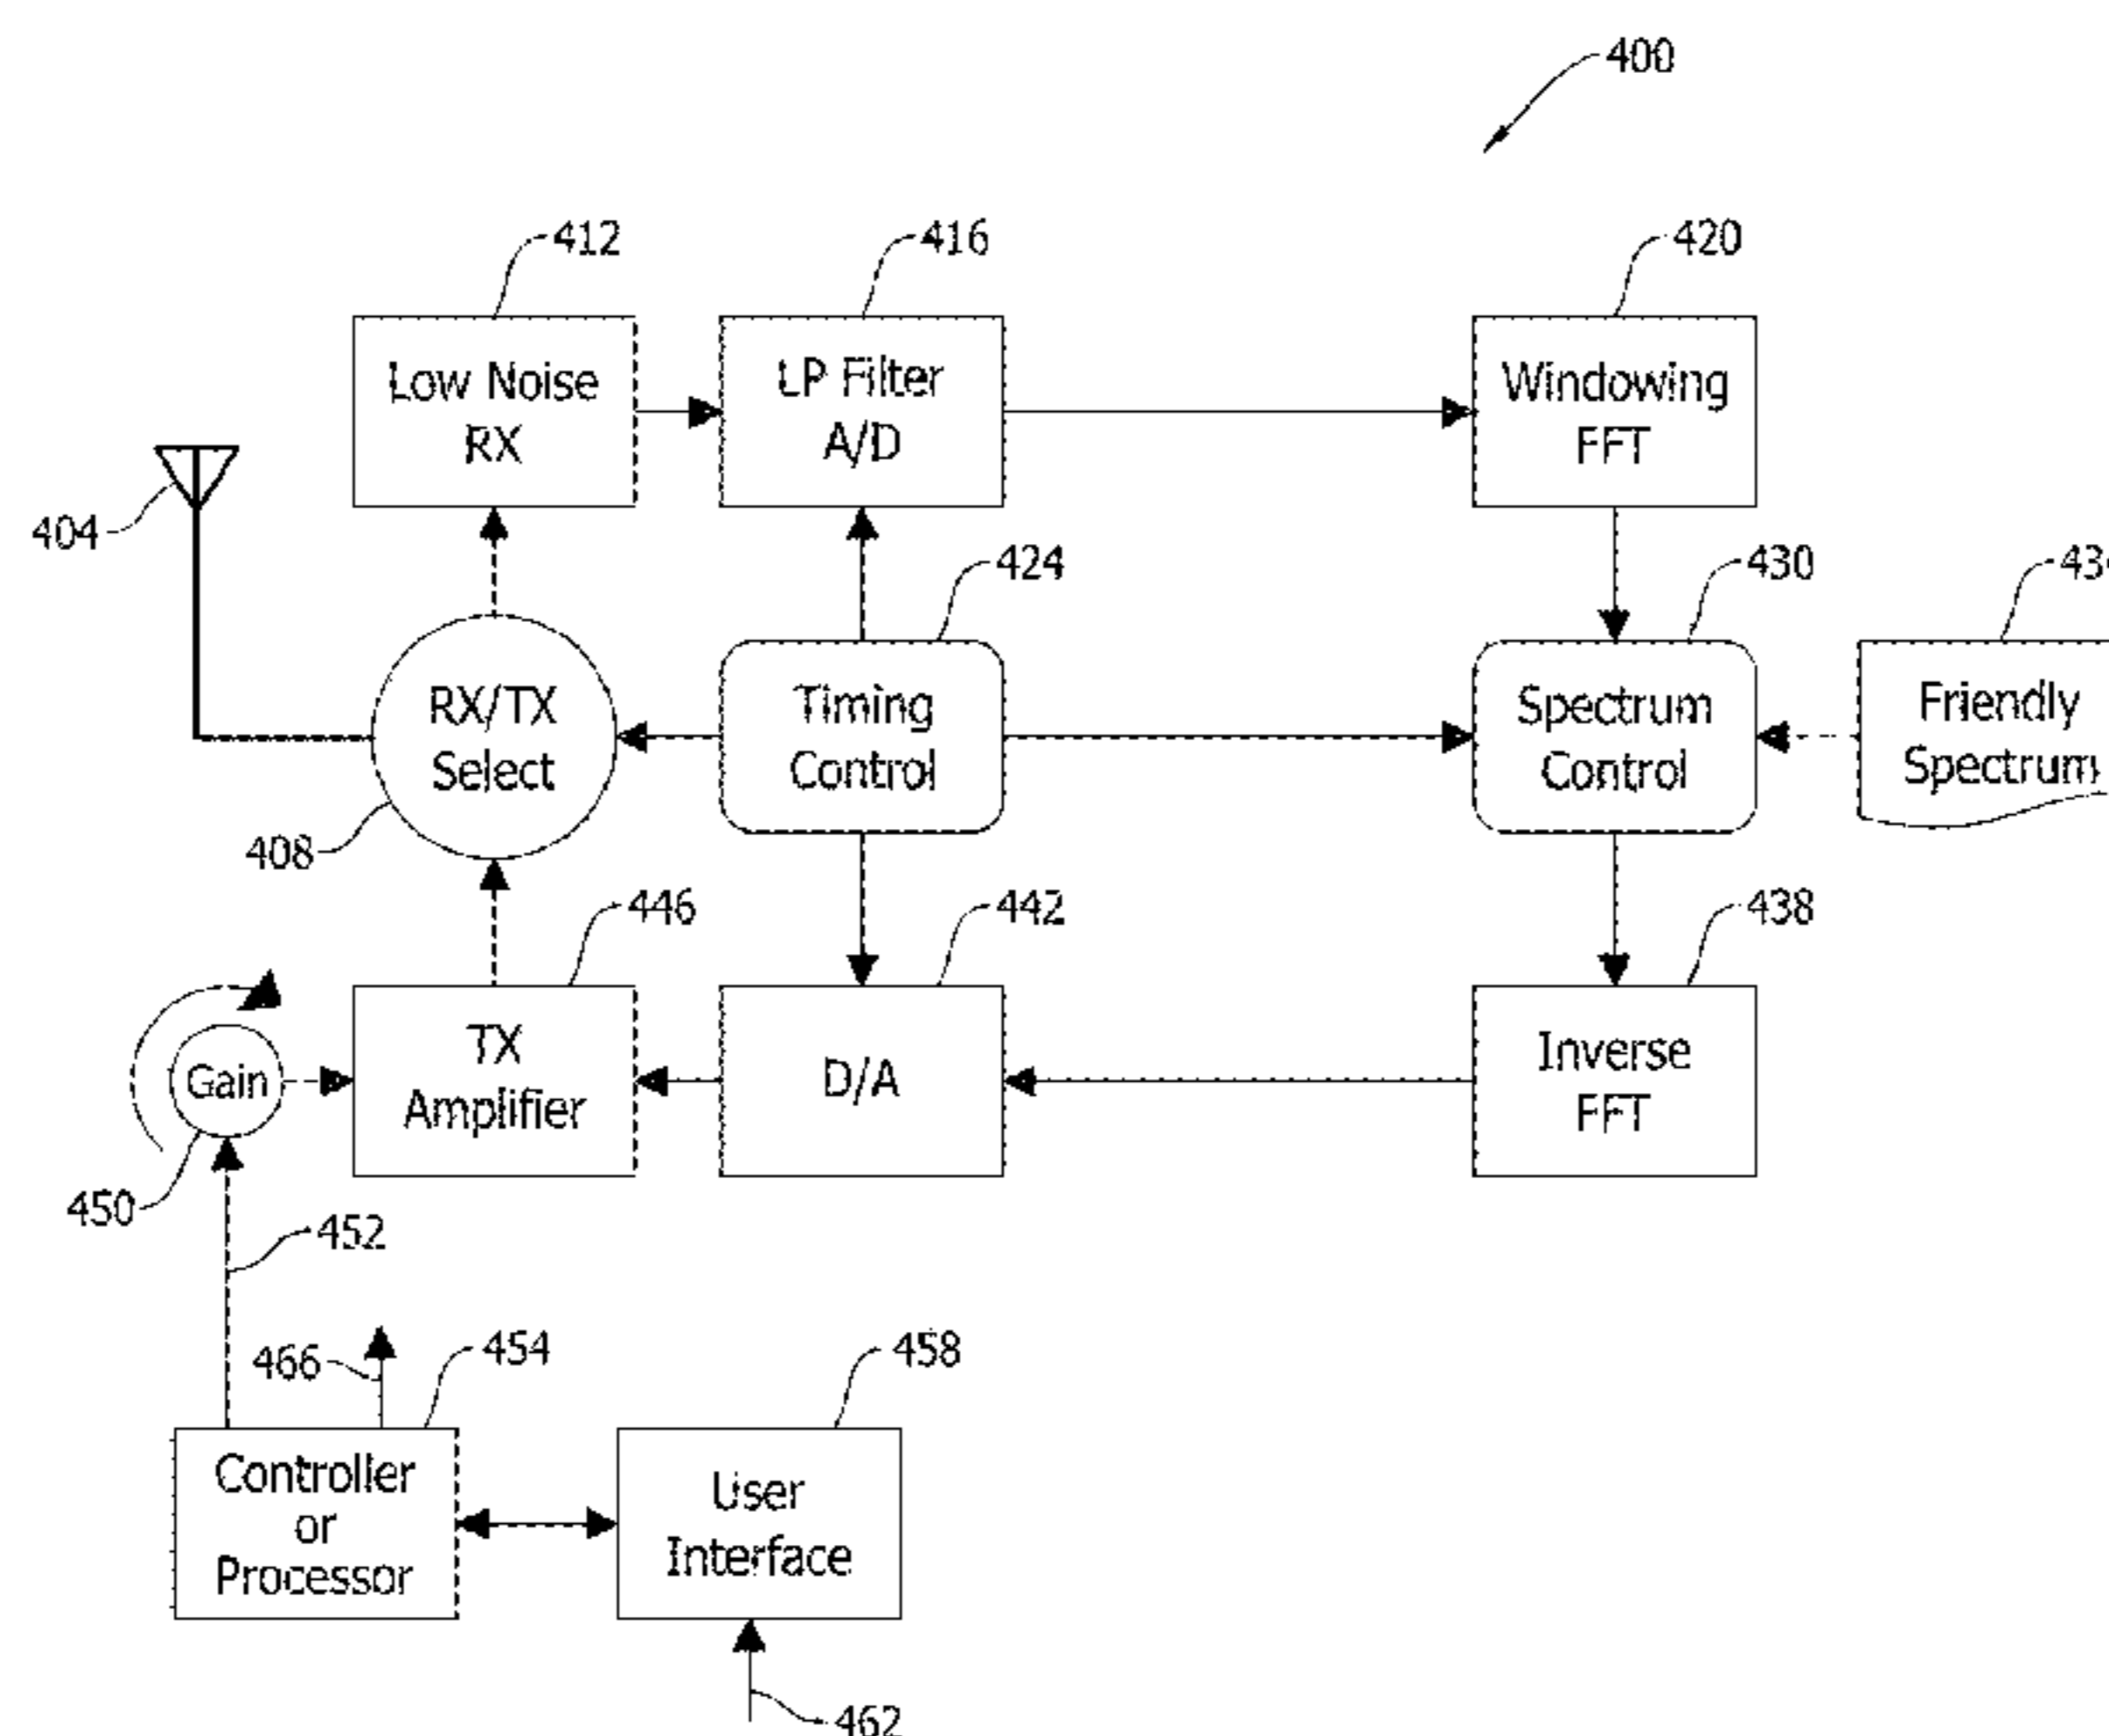 400
412
416
420
Low Noise
RX
LP Filter
A/D
Windowing
FFT
404
424
430
RX/TX
Select
Timing
Control
Spectrum
Control
Friendly
Spectrum
408
446
442
438
Gain
TX
Amplifier
D/A
Inverse
FFT
450
452
466
454
458
Controller
or
Processor
User
Interface
462